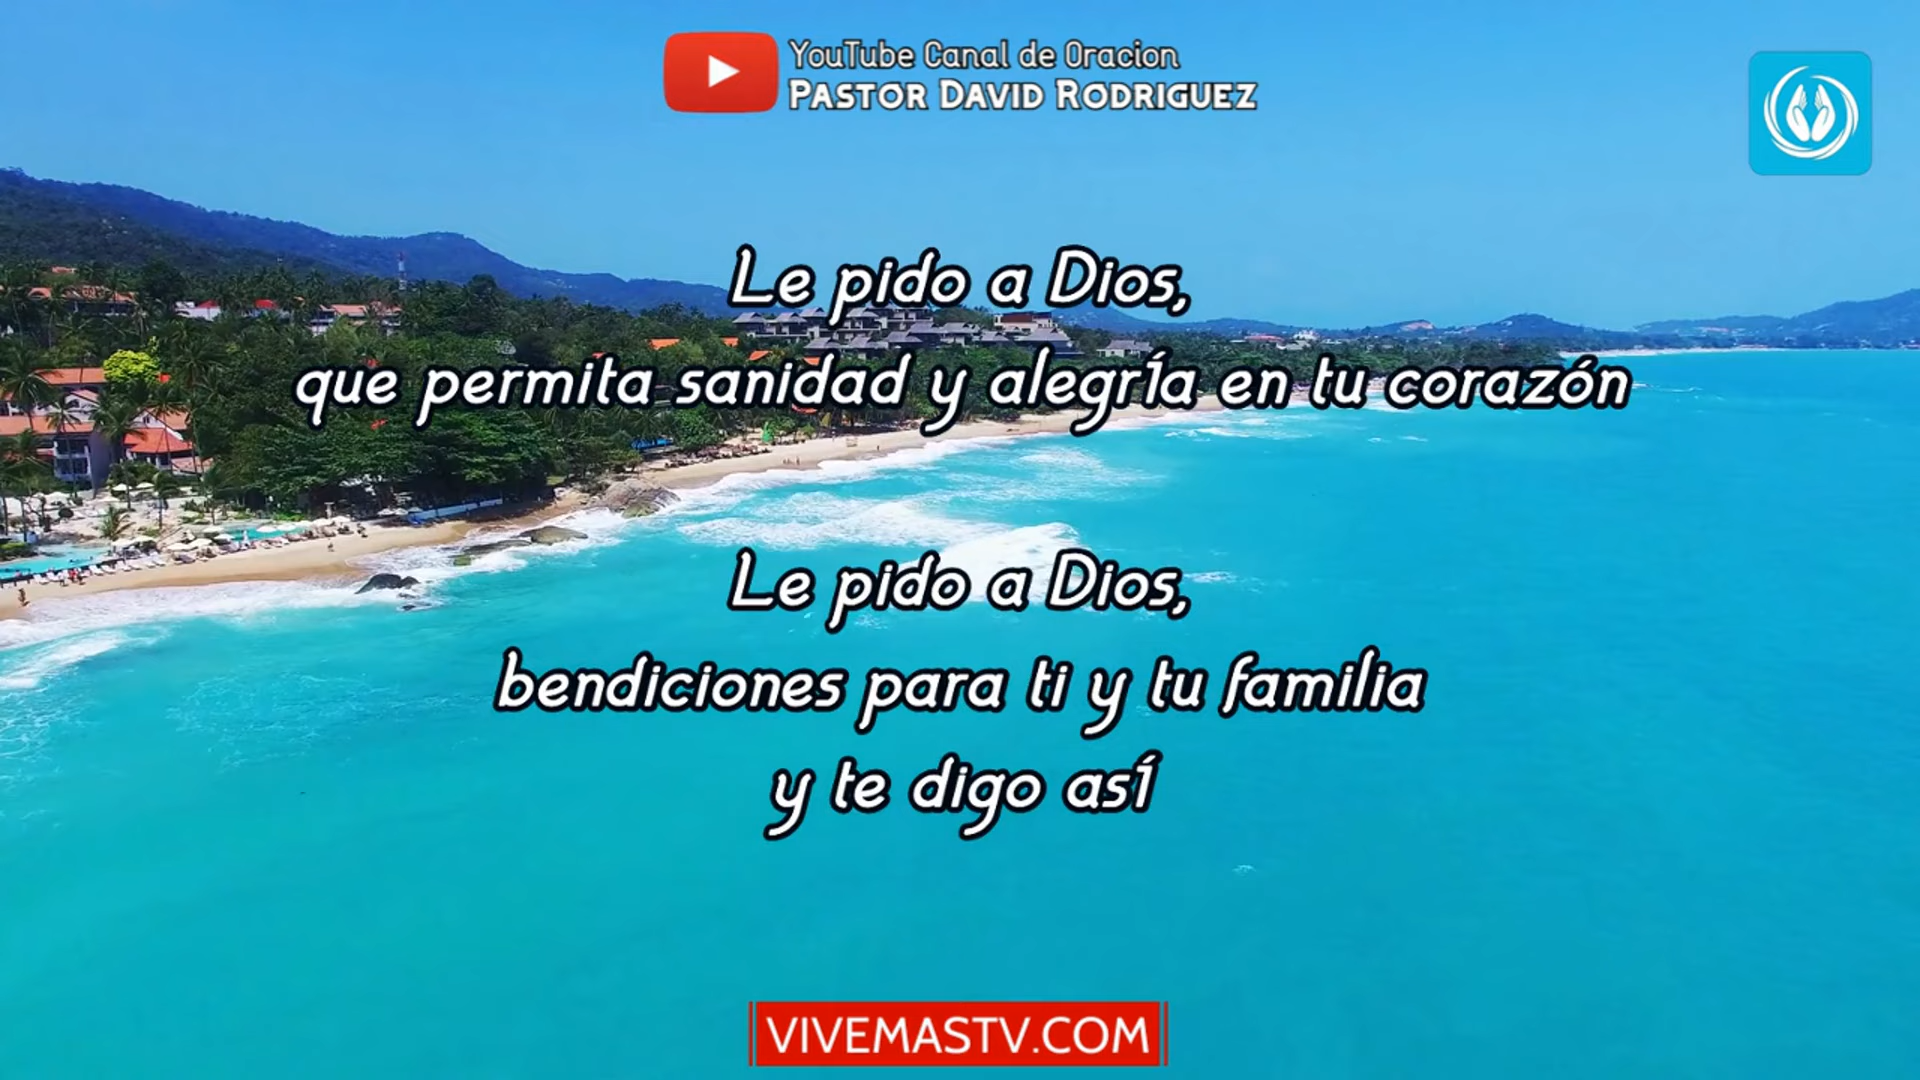 YouTube Canal de Oracion
PASTOR DAVID RODRIGUEZ
Le pido a Dios,
que permita sanidad y alegría en tu corazón
Le pido a Dios,
bendiciones para ti y tu familia
y te digo así
VIVEMASTV.COM